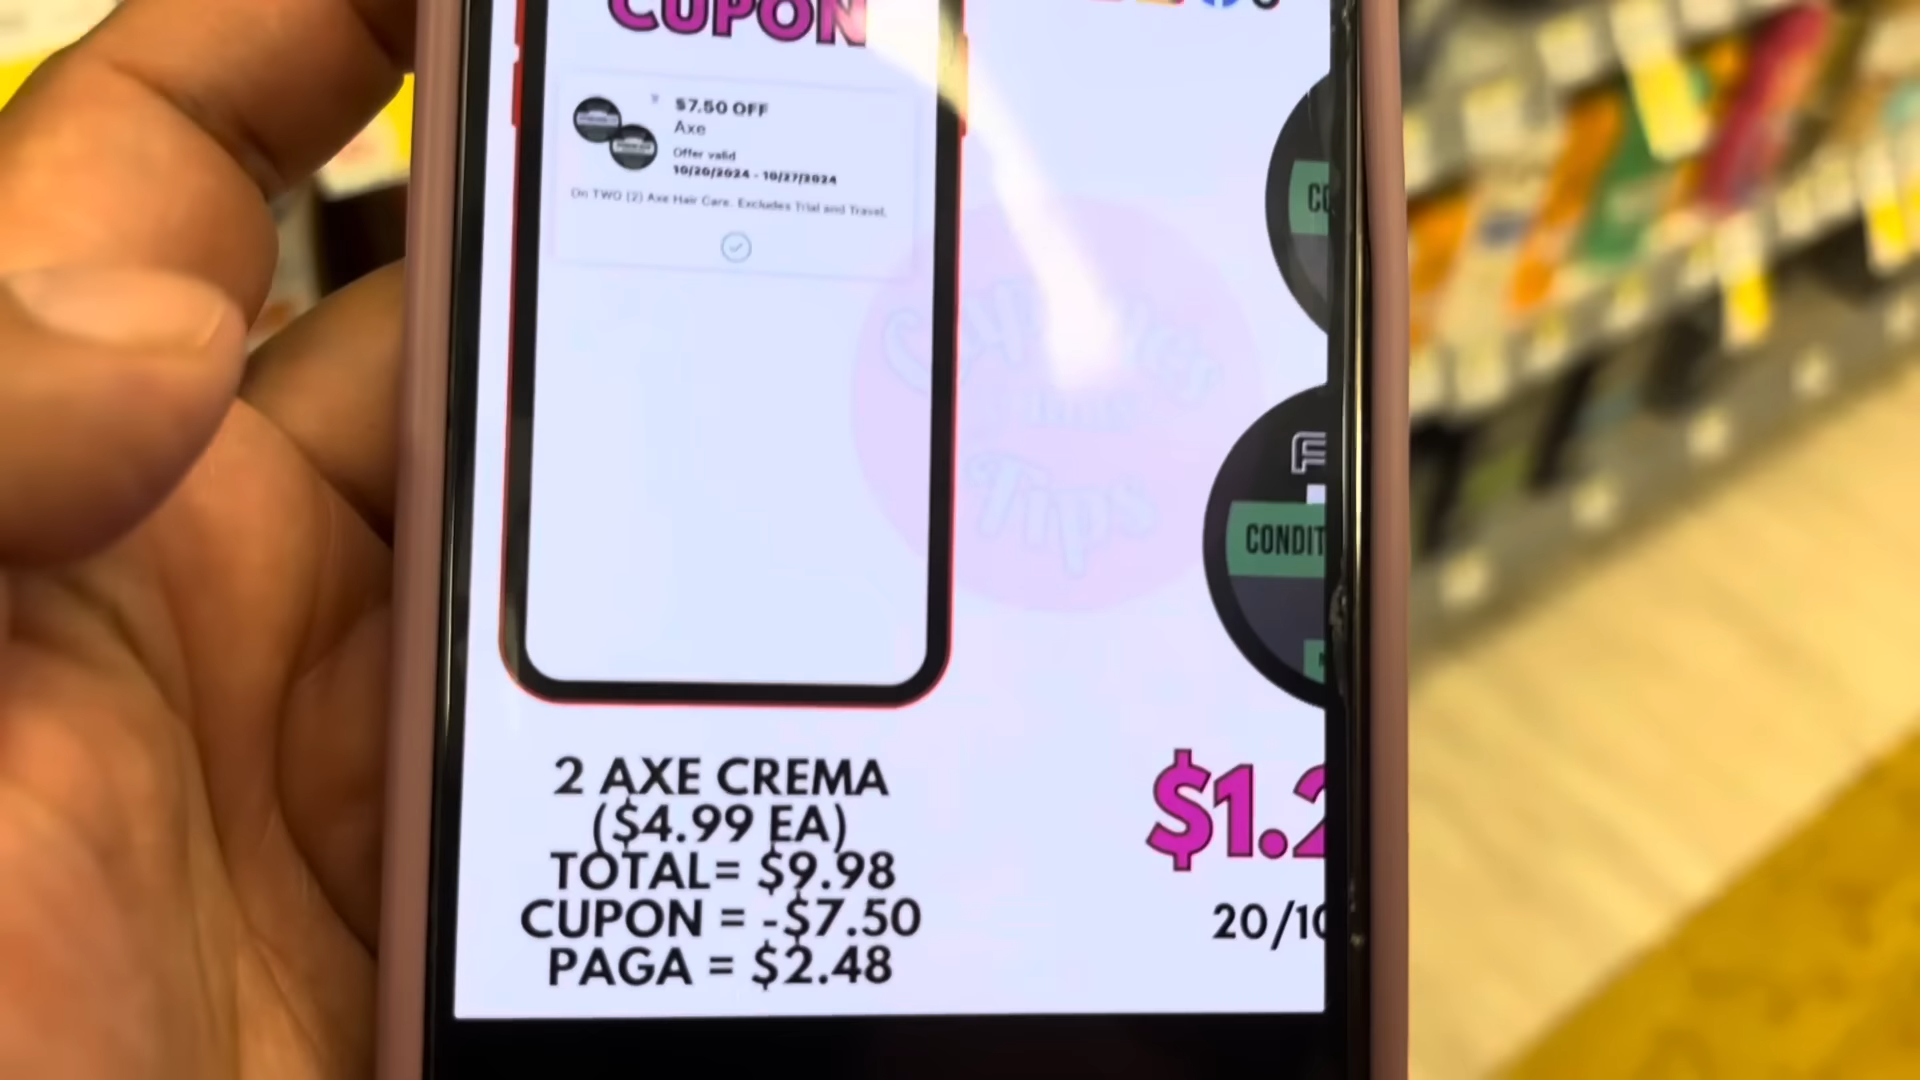 CUPON
$7.50 OFF
Axe
Offer valid
10/20/2024 - 10/27/2024
On TWO (2) Axe Hair Care. Excludes Trial and Travel.
Tips
CO
F
CONDIT
2 AXE CREMA
($4.99 EA)
TOTAL= $9.98
CUPON = -$7.50
PAGA = $2.48
$1.2
20/10